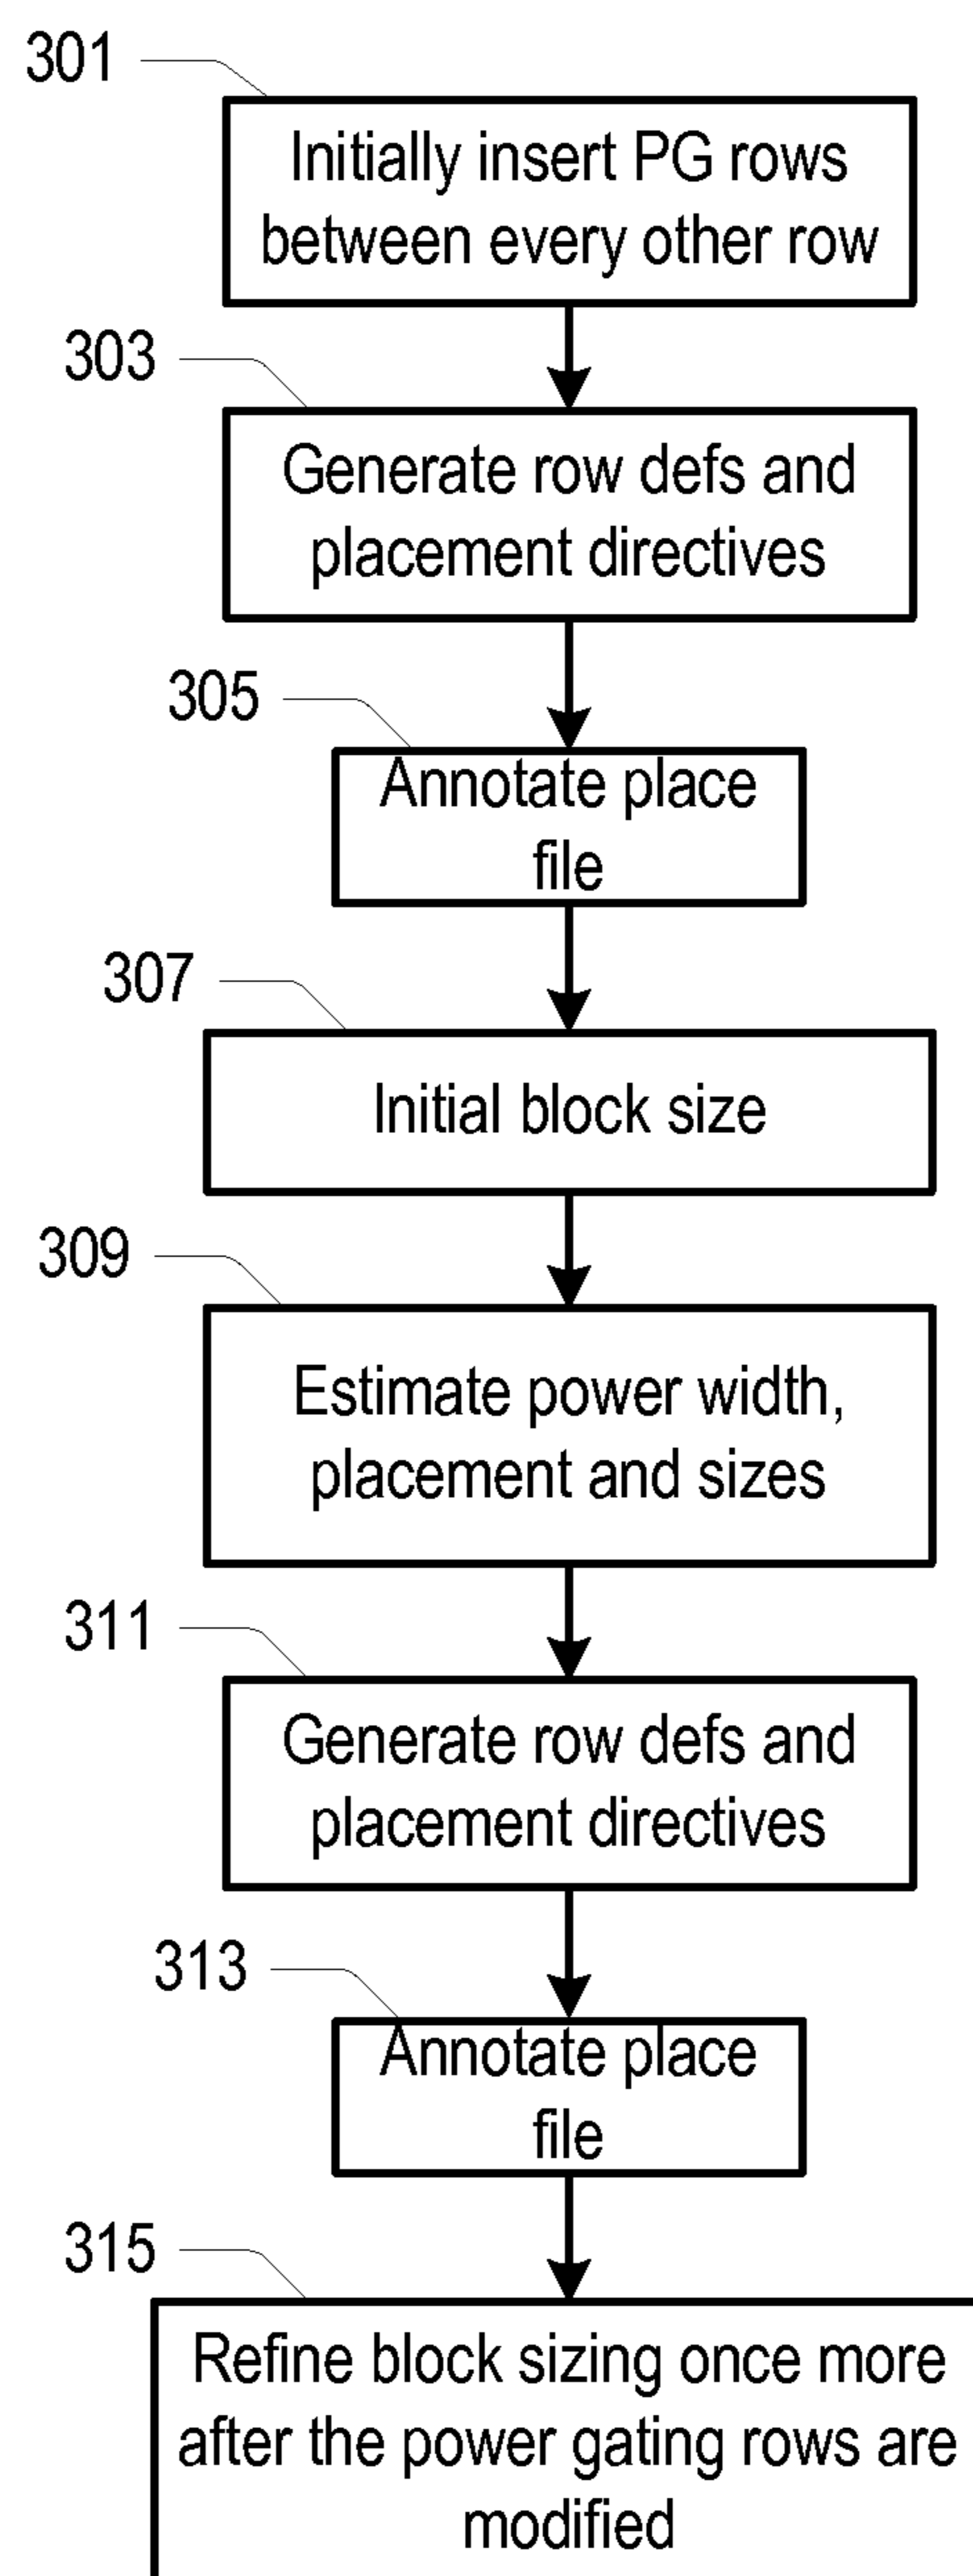 301
Initially insert PG rows
between every other row
303
Generate row defs and
placement directives
305
Annotate place
file
307
Initial block size
309
Estimate power width,
placement and sizes
311
Generate row defs and
placement directives
313
Annotate place
file
315
Refine block sizing once more
after the power gating rows are
modified